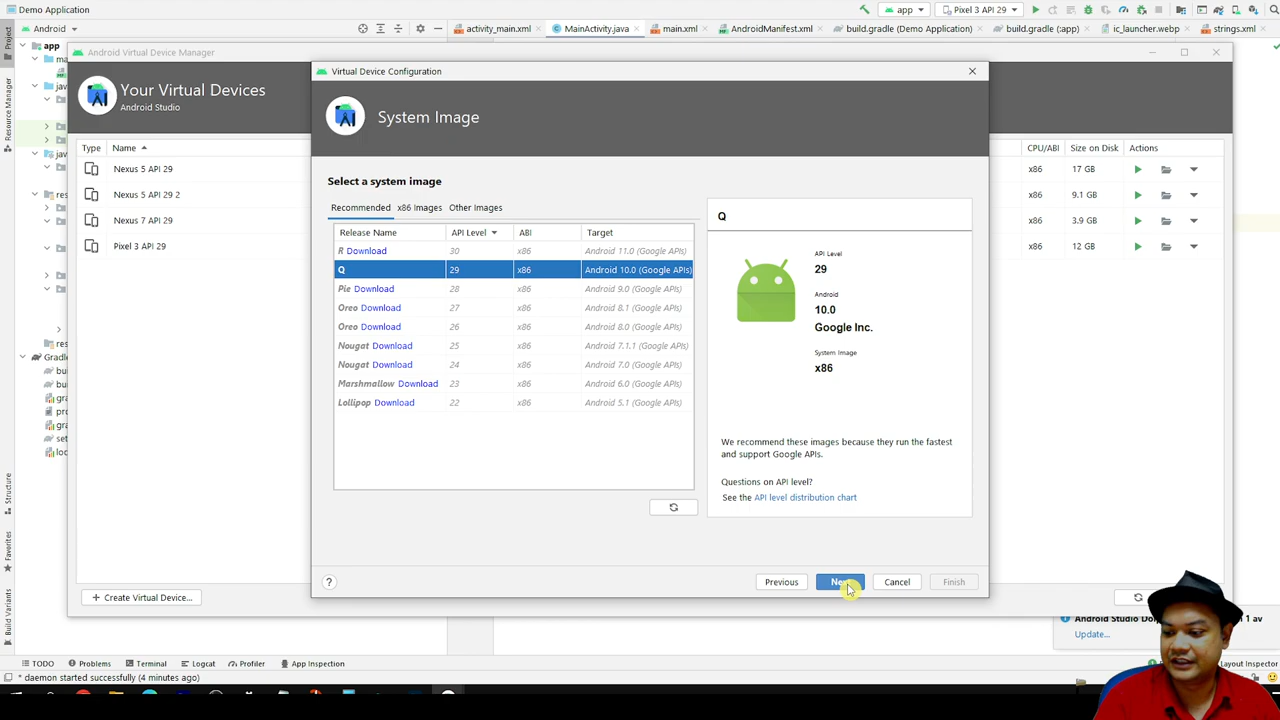 Demo Application
app
Pixel 3 API 29
Android
activity_main.xml
MainActivity.java
main.xml
AndroidManifest.xml
build.gradle (Demo Application)
build.gradle (:app)
ic_launcher.webp
strings.xml
Project
Resource Manager
Structure
Favorites
Build Variants
app
Android Virtual Device Manager
Your Virtual Devices
Android Studio
Type
Name
CPU/ABI
Size on Disk
Actions
Nexus 5 API 29
x86
17 GB
Nexus 5 API 29 2
x86
9.1 GB
Nexus 7 API 29
x86
3.9 GB
Pixel 3 API 29
x86
12 GB
Create Virtual Device...
Virtual Device Configuration
System Image
Select a system image
Recommended
x86 Images
Other Images
Release Name
API Level
ABI
Target
R Download
30
x86
Android 11.0 (Google APIs)
Q
29
x86
Android 10.0 (Google APIs)
Pie Download
28
x86
Android 9.0 (Google APIs)
Oreo Download
27
x86
Android 8.1 (Google APIs)
Oreo Download
26
x86
Android 8.0 (Google APIs)
Nougat Download
25
x86
Android 7.1.1 (Google APIs)
Nougat Download
24
x86
Android 7.0 (Google APIs)
Marshmallow Download
23
x86
Android 6.0 (Google APIs)
Lollipop Download
22
x86
Android 5.1 (Google APIs)
Q
API Level
29
Android
10.0
Google Inc.
System Image
x86
We recommend these images because they run the fastest
and support Google APIs.
Questions on API level?
See the API level distribution chart
?
Previous
Cancel
Finish
Android Studio
Update...
TODO
Problems
Terminal
Logcat
Profiler
App Inspection
Layout Inspector
* daemon started successfully (4 minutes ago)